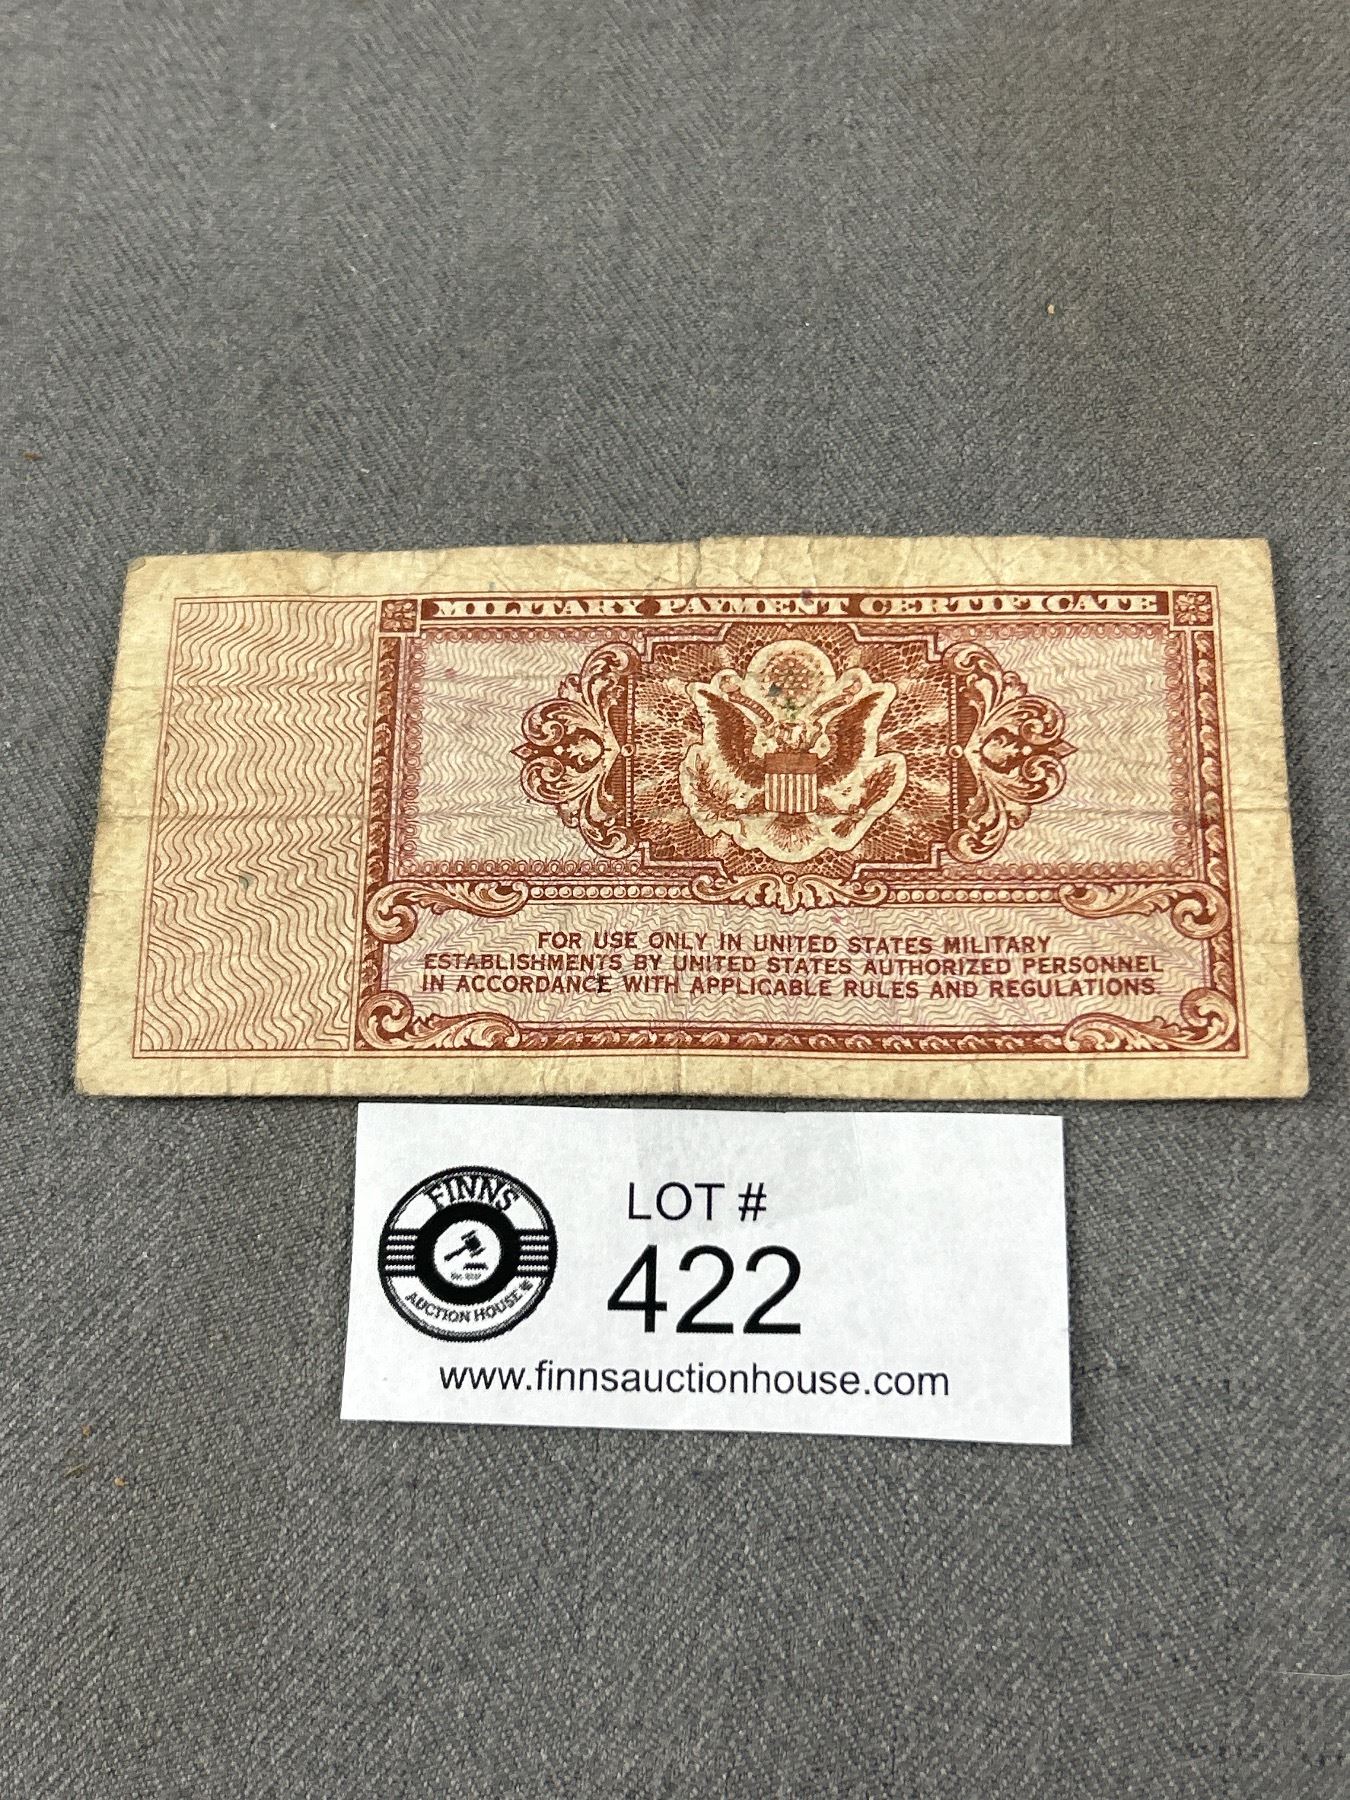 MILITARY PAYMENT CERTIFICATE
FOR USE ONLY IN UNITED STATES MILITARY
ESTABLISHMENTS BY UNITED STATES AUTHORIZED PERSONNEL
IN ACCORDANCE WITH APPLICABLE RULES AND REGULATIONS.
FINNS
AUCTION HOUSE
LOT #
422
www.finnsauctionhouse.com